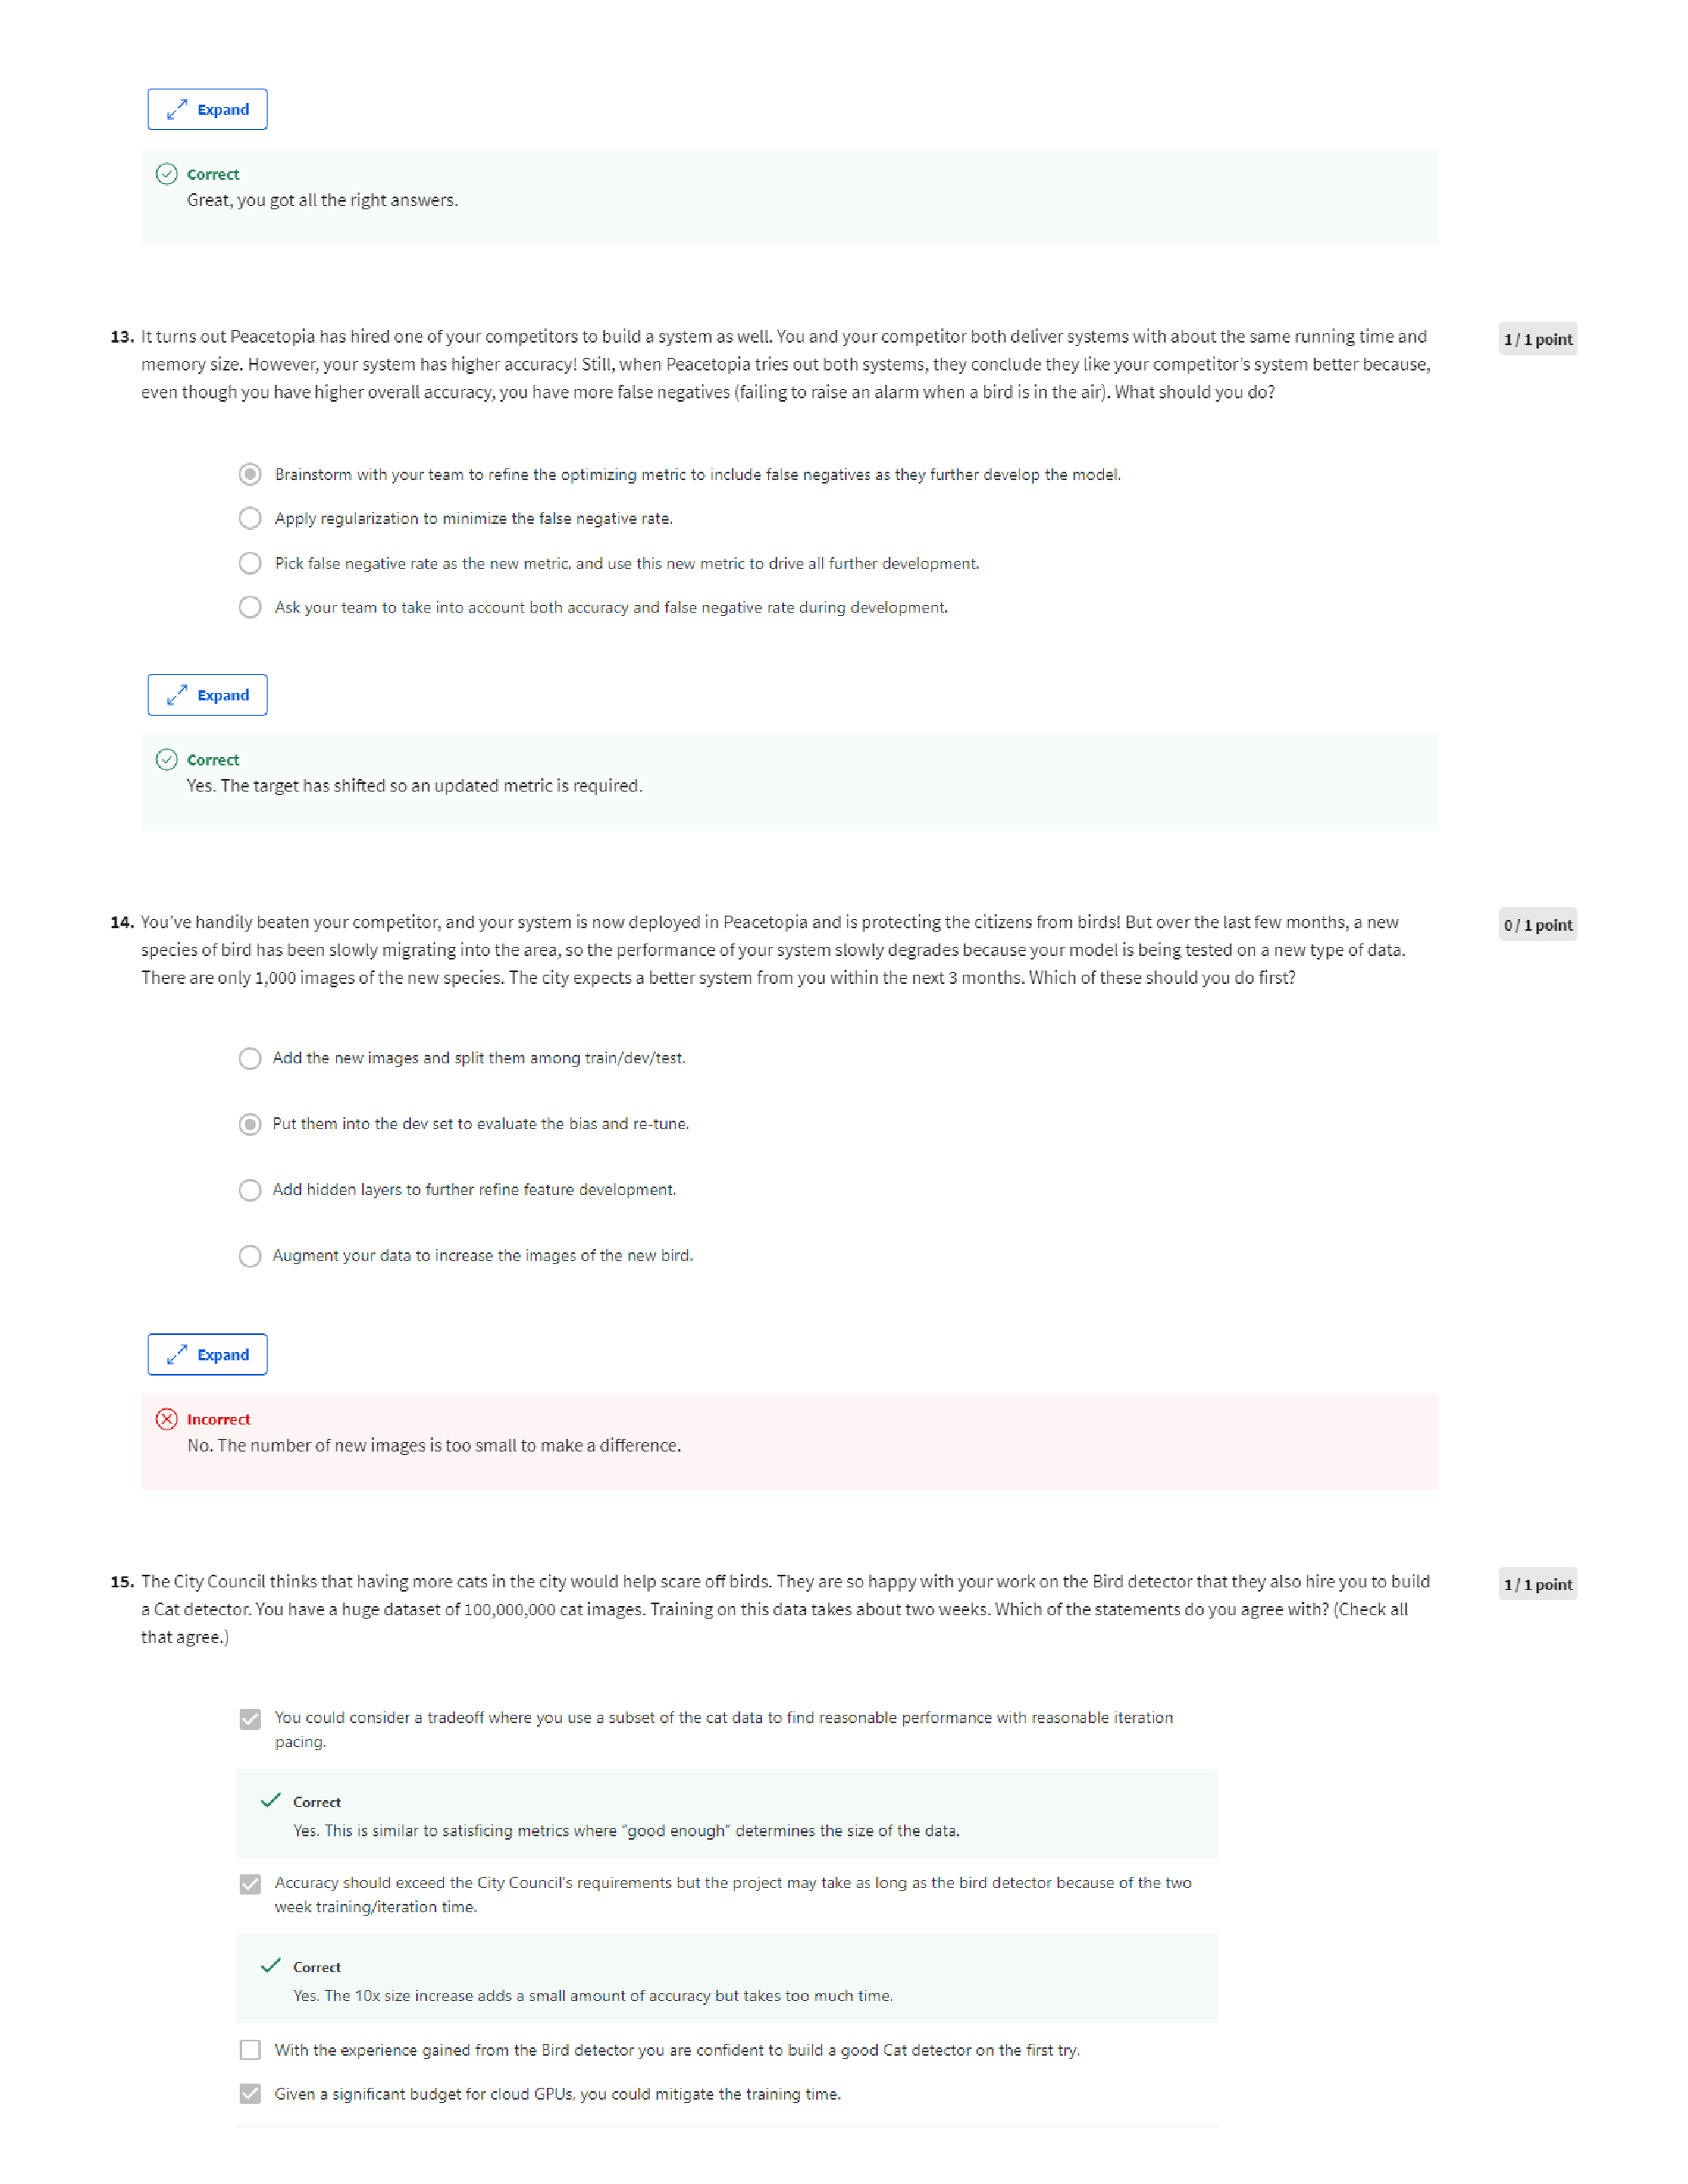 Expand
Correct
Great, you got all the right answers.
13. It turns out Peacetopia has hired one of your competitors to build a system as well. You and your competitor both deliver systems with about the same running time and
1 / 1 point
memory size. However, your system has higher accuracy! Still, when Peacetopia tries out both systems, they conclude they like your competitor's system better because,
even though you have higher overall accuracy, you have more false negatives (failing to raise an alarm when a bird is in the air). What should you do?
Brainstorm with your team to refine the optimizing metric to include false negatives as they further develop the model.
Apply regularization to minimize the false negative rate.
Pick false negative rate as the new metric, and use this new metric to drive all further development.
Ask your team to take into account both accuracy and false negative rate during development.
Expand
Correct
Yes. The target has shifted so an updated metric is required.
14. You've handily beaten your competitor, and your system is now deployed in Peacetopia and is protecting the citizens from birds! But over the last few months, a new
0 / 1 point
species of bird has been slowly migrating into the area, so the performance of your system slowly degrades because your model is being tested on a new type of data.
There are only 1,000 images of the new species. The city expects a better system from you within the next 3 months. Which of these should you do first?
Add the new images and split them among train/dev/test.
Put them into the dev set to evaluate the bias and re-tune.
Add hidden layers to further refine feature development.
Augment your data to increase the images of the new bird.
Expand
Incorrect
No. The number of new images is too small to make a difference.
15. The City Council thinks that having more cats in the city would help scare off birds. They are so happy with your work on the Bird detector that they also hire you to build
1 / 1 point
a Cat detector. You have a huge dataset of 100,000,000 cat images. Training on this data takes about two weeks. Which of the statements do you agree with? (Check all
that agree.)
You could consider a tradeoff where you use a subset of the cat data to find reasonable performance with reasonable iteration
pacing.
Correct
Yes. This is similar to satisficing metrics where "good enough" determines the size of the data.
Accuracy should exceed the City Council's requirements but the project may take as long as the bird detector because of the two
week training/iteration time.
Correct
Yes. The 10x size increase adds a small amount of accuracy but takes too much time.
With the experience gained from the Bird detector you are confident to build a good Cat detector on the first try.
Given a significant budget for cloud GPUs, you could mitigate the training time.